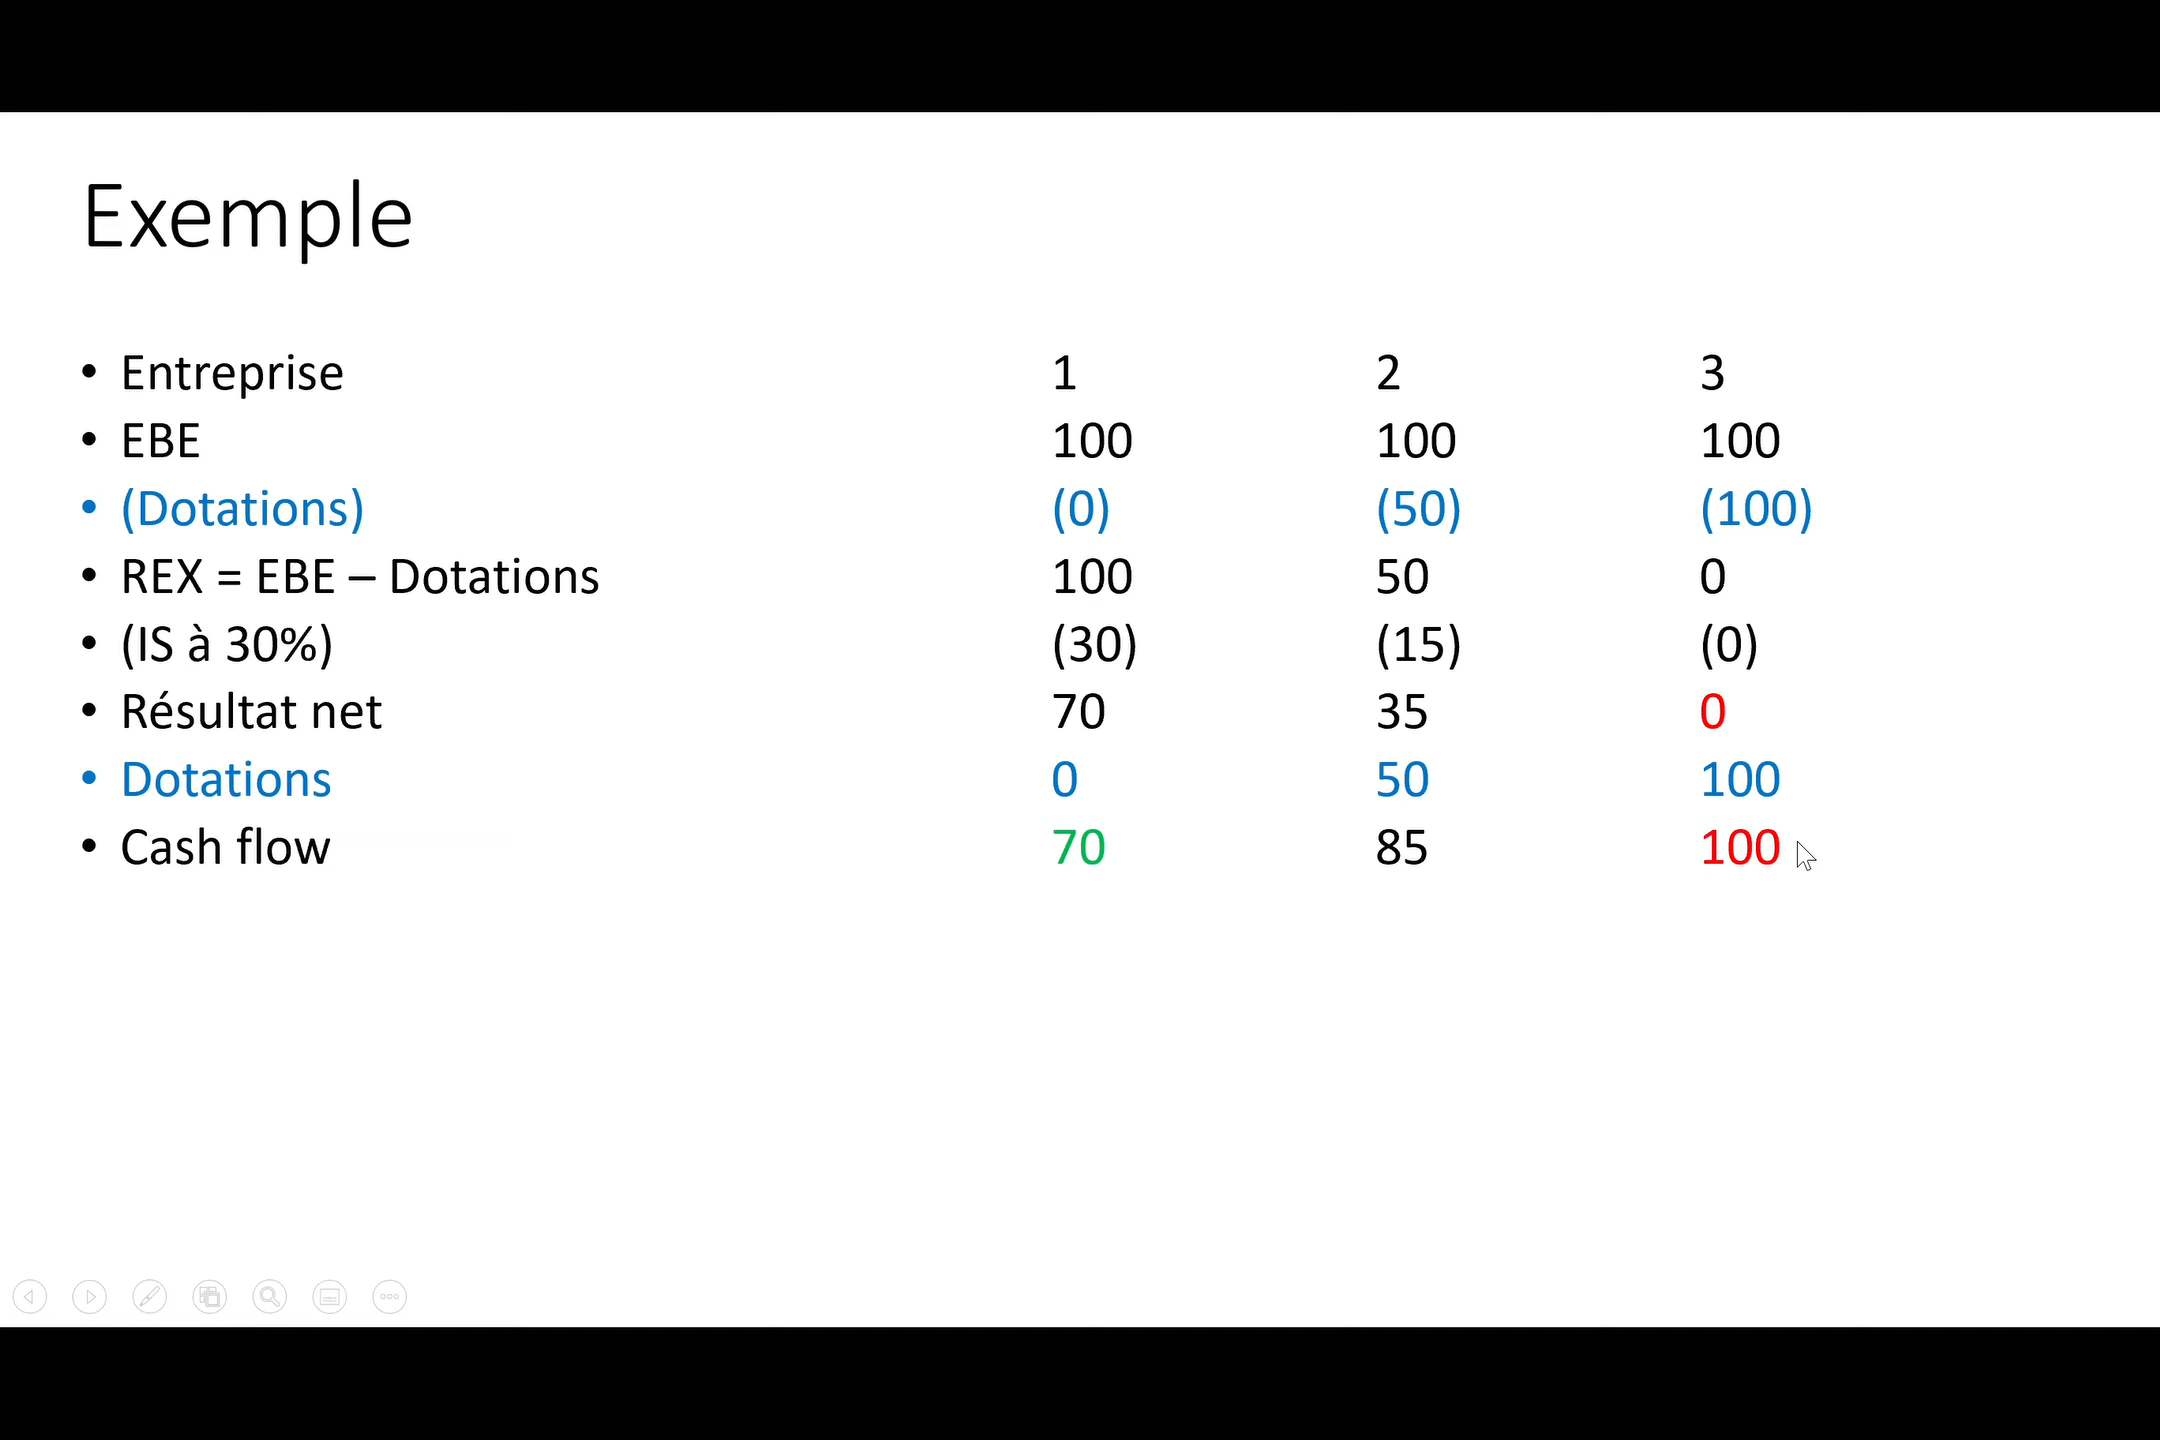 Exemple
• Entreprise 1 2 3
• EBE 100 100 100
• (Dotations) (0) (50) (100)
• REX = EBE – Dotations 100 50 0
• (IS à 30%) (30) (15) (0)
• Résultat net 70 35 0
• Dotations 0 50 100
• Cash flow 70 85 100